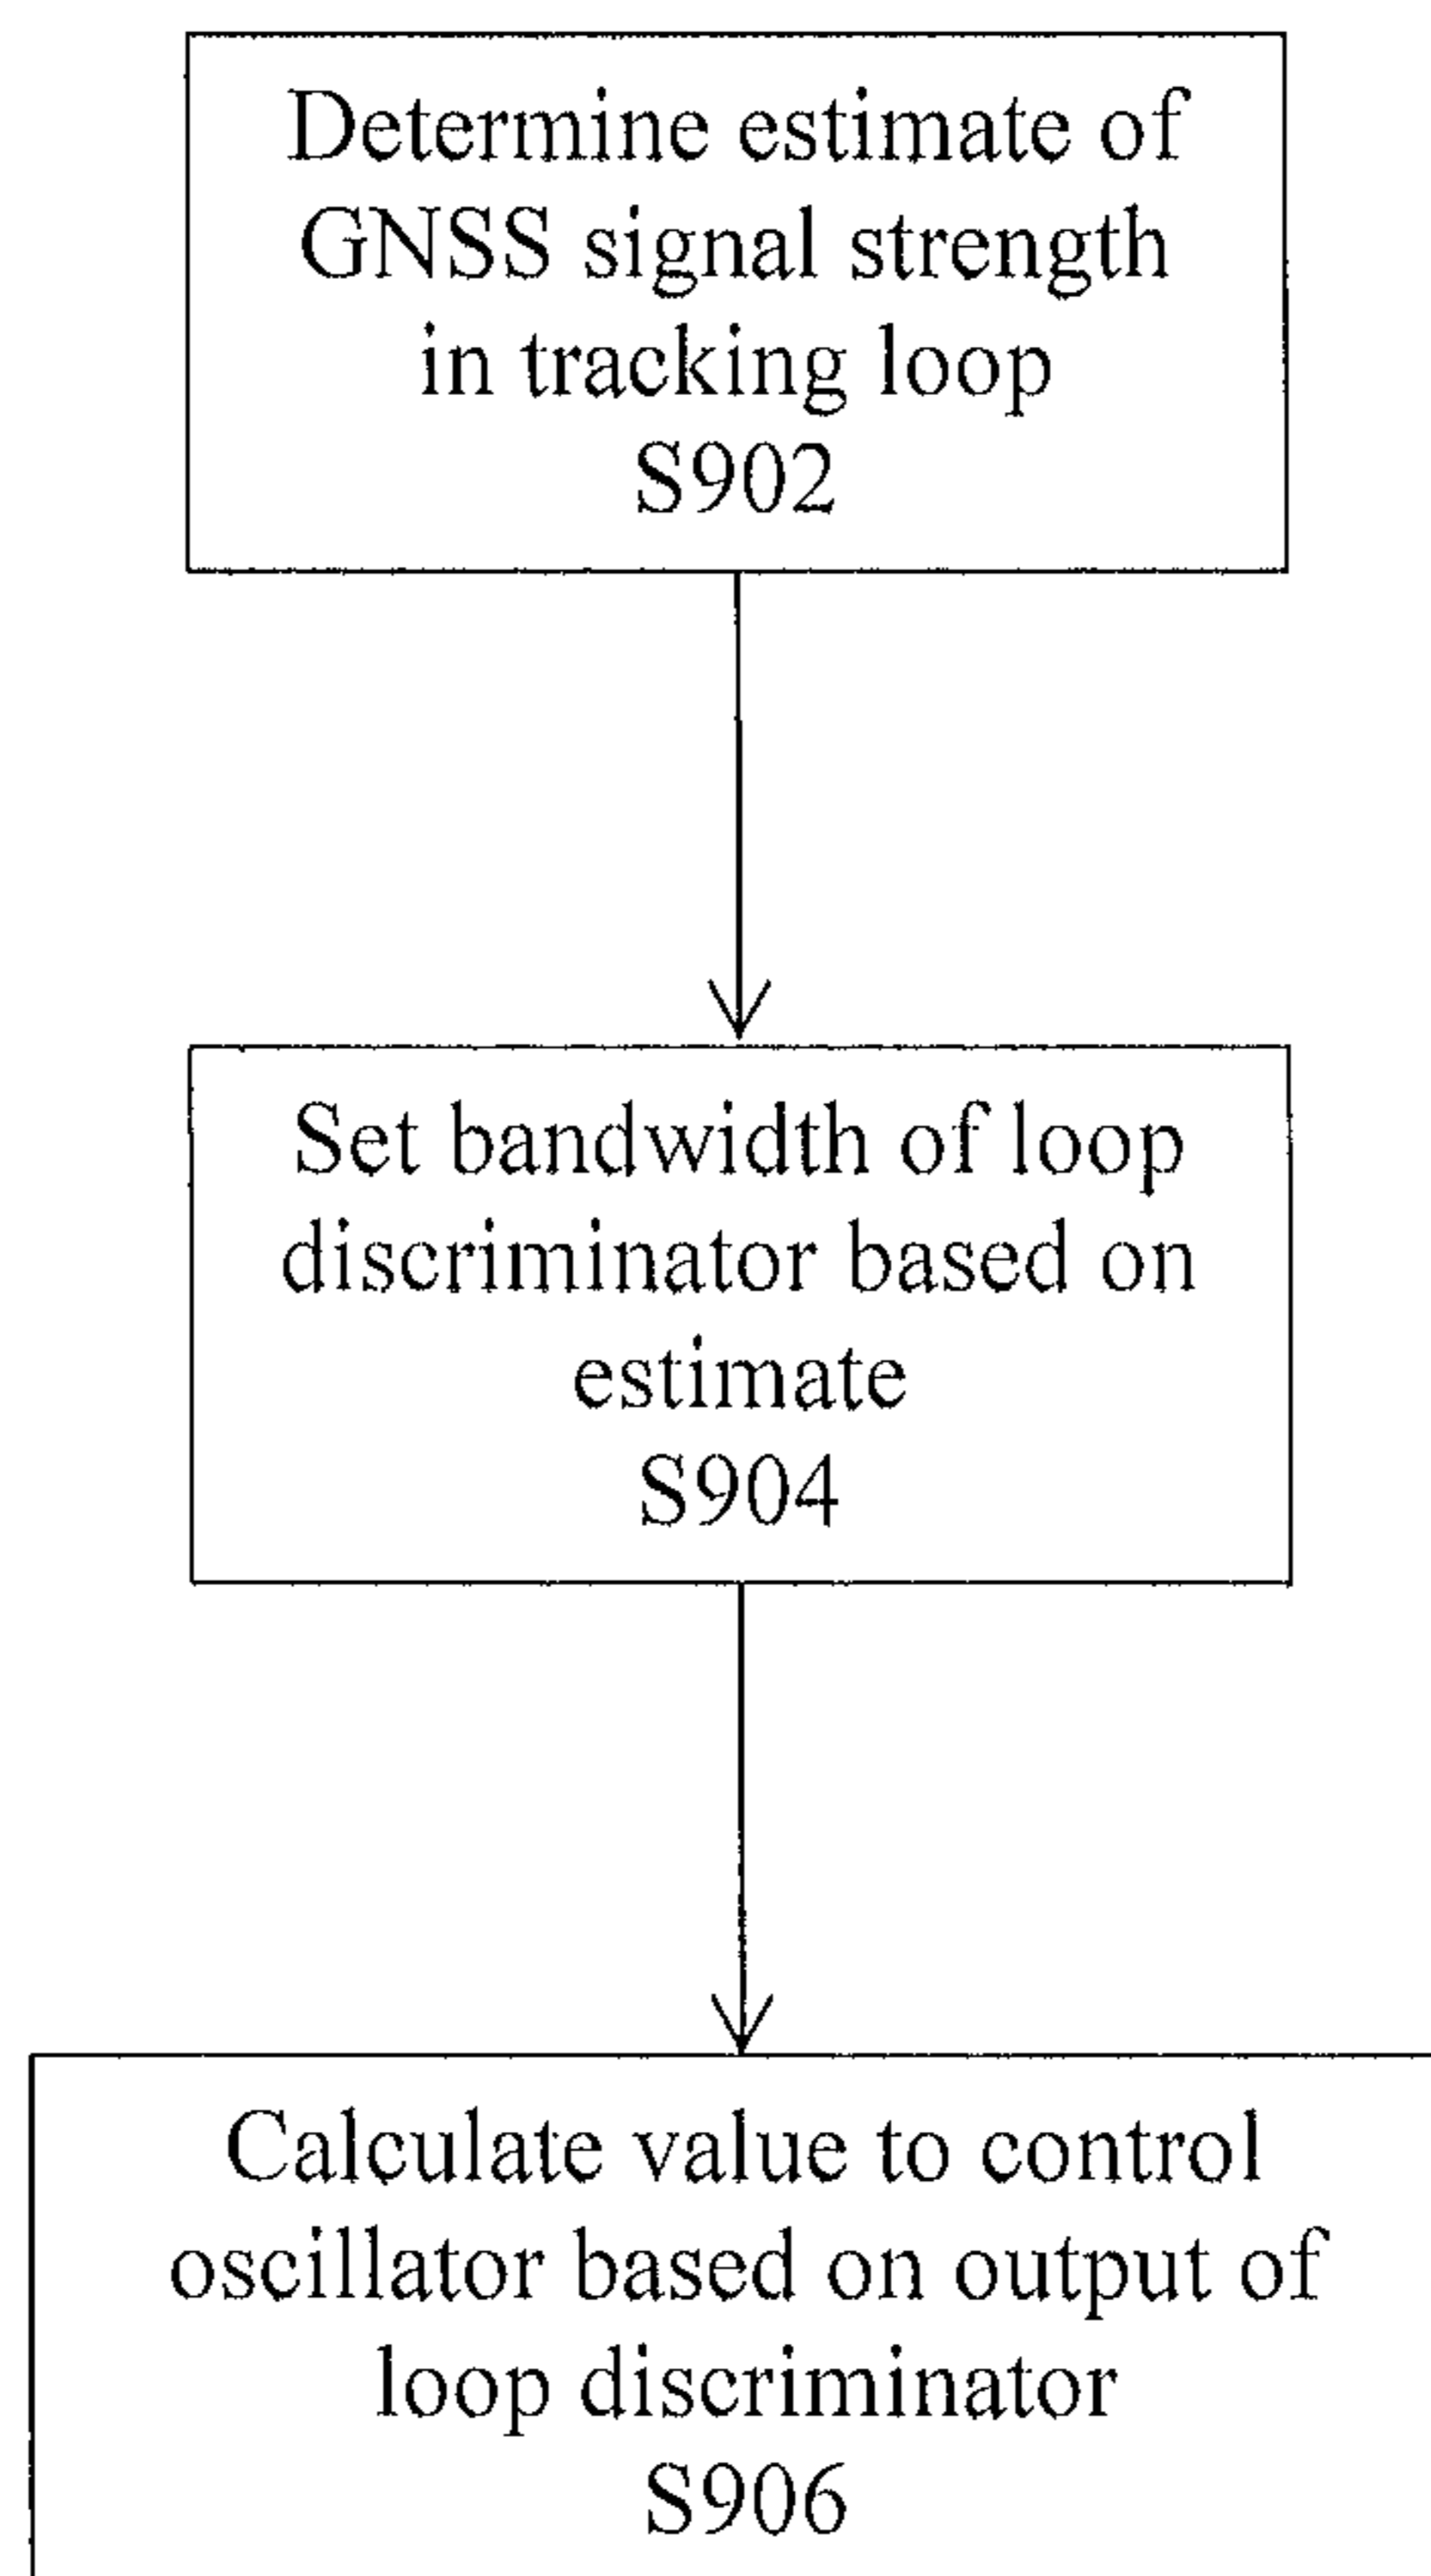 Determine estimate of
GNSS signal strength
in tracking loop
S902
Set bandwidth of loop
discriminator based on
estimate
S904
Calculate value to control
oscillator based on output of
loop discriminator
S906